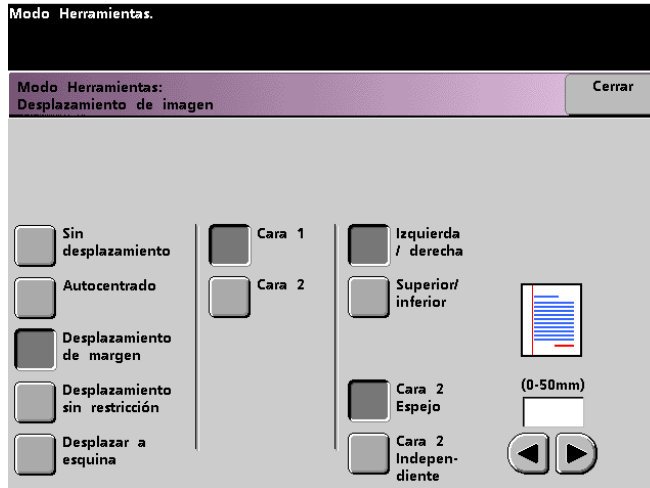 Modo Herramientas.
Modo Herramientas:
Desplazamiento de imagen
Cerrar
Sin
desplazamiento
Autocentrado
Desplazamiento
de margen
Desplazamiento
sin restricción
Desplazar a
esquina
Cara 1
Cara 2
Izquierda
/ derecha
Superior/
inferior
Cara 2
Espejo
Cara 2
Indepen-
diente
(0-50mm)